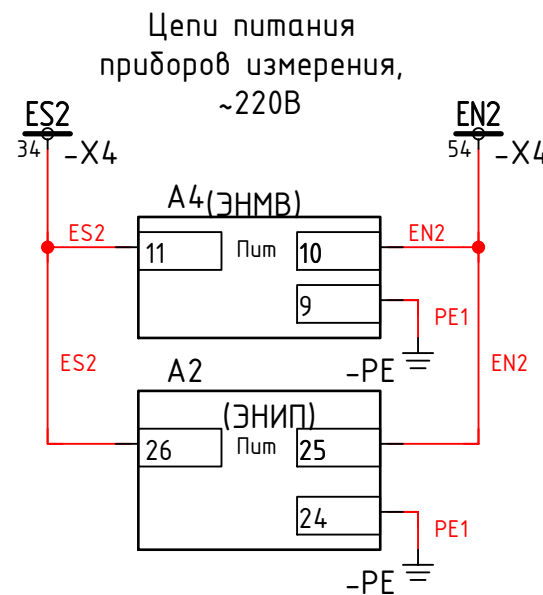 Цепи питания
приборов измерения,
~220В
ES2
EN2
34
-X4
54
-X4
A4(ЭНМВ)
ES2
11
Пит
10
EN2
9
PE1
-PE
ES2
EN2
A2
(ЭНИП)
26
Пит
25
24
PE1
-PE